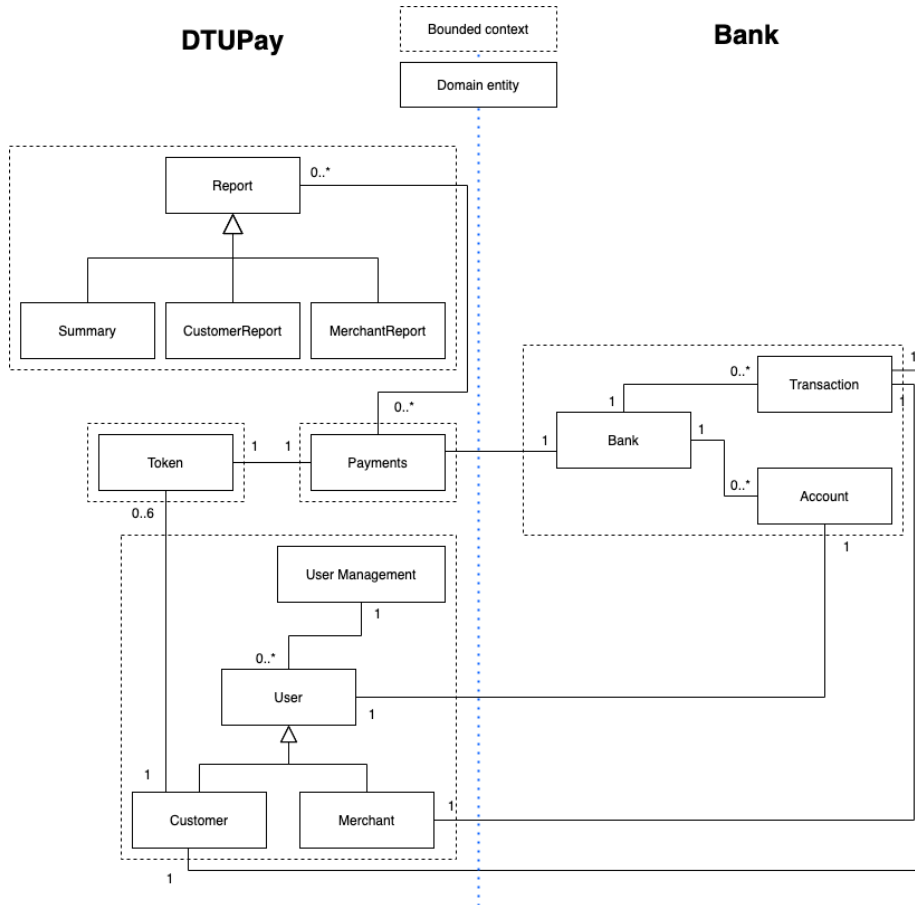 DTUPay
Bounded context
Bank
Domain entity
Report
0..*
Summary
CustomerReport
MerchantReport
0..*
Transaction
1
1
1
0..*
Bank
1
1
0..*
Account
1
Token
1
1
Payments
0..6
User Management
1
0..*
User
1
1
Customer
Merchant
1
1